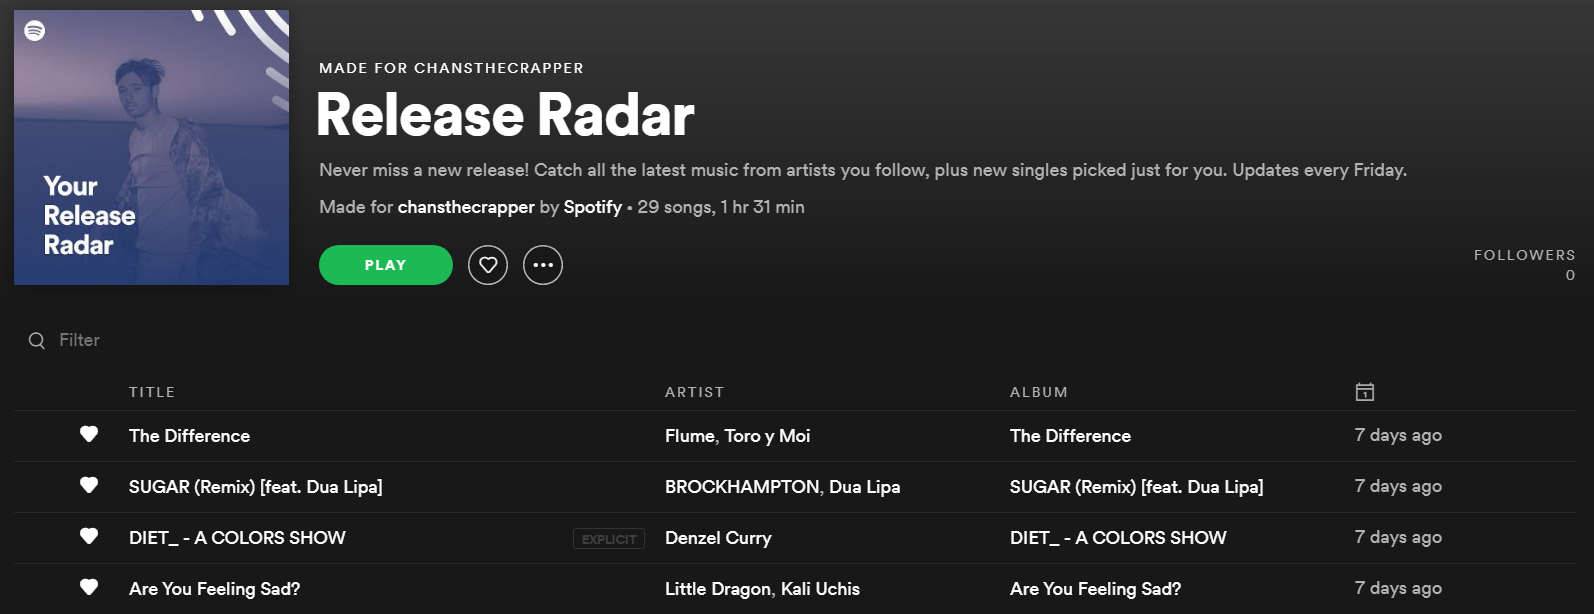 MADE FOR CHANSTHECRAPPER
Release Radar
Never miss a new release! Catch all the latest music from artists you follow, plus new singles picked just for you. Updates every Friday.
Made for chansthecrapper by Spotify • 29 songs, 1 hr 31 min
PLAY
FOLLOWERS
0
Your
Release
Radar
Filter
TITLE ARTIST ALBUM 1
The Difference Flume, Toro y Moi The Difference 7 days ago
SUGAR (Remix) [feat. Dua Lipa] BROCKHAMPTON, Dua Lipa SUGAR (Remix) [feat. Dua Lipa] 7 days ago
DIET_ - A COLORS SHOW EXPLICIT Denzel Curry DIET_ - A COLORS SHOW 7 days ago
Are You Feeling Sad? Little Dragon, Kali Uchis Are You Feeling Sad? 7 days ago